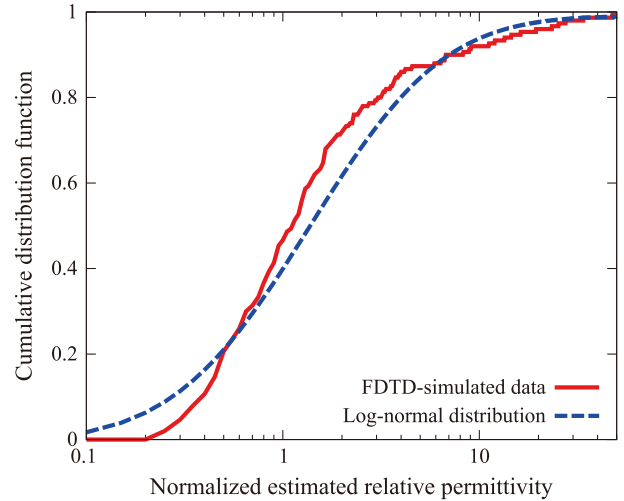 1
0.8
0.6
0.4
0.2
0
Cumulative distribution function
FDTD-simulated data
Log-normal distribution
0.1 1 10
Normalized estimated relative permittivity